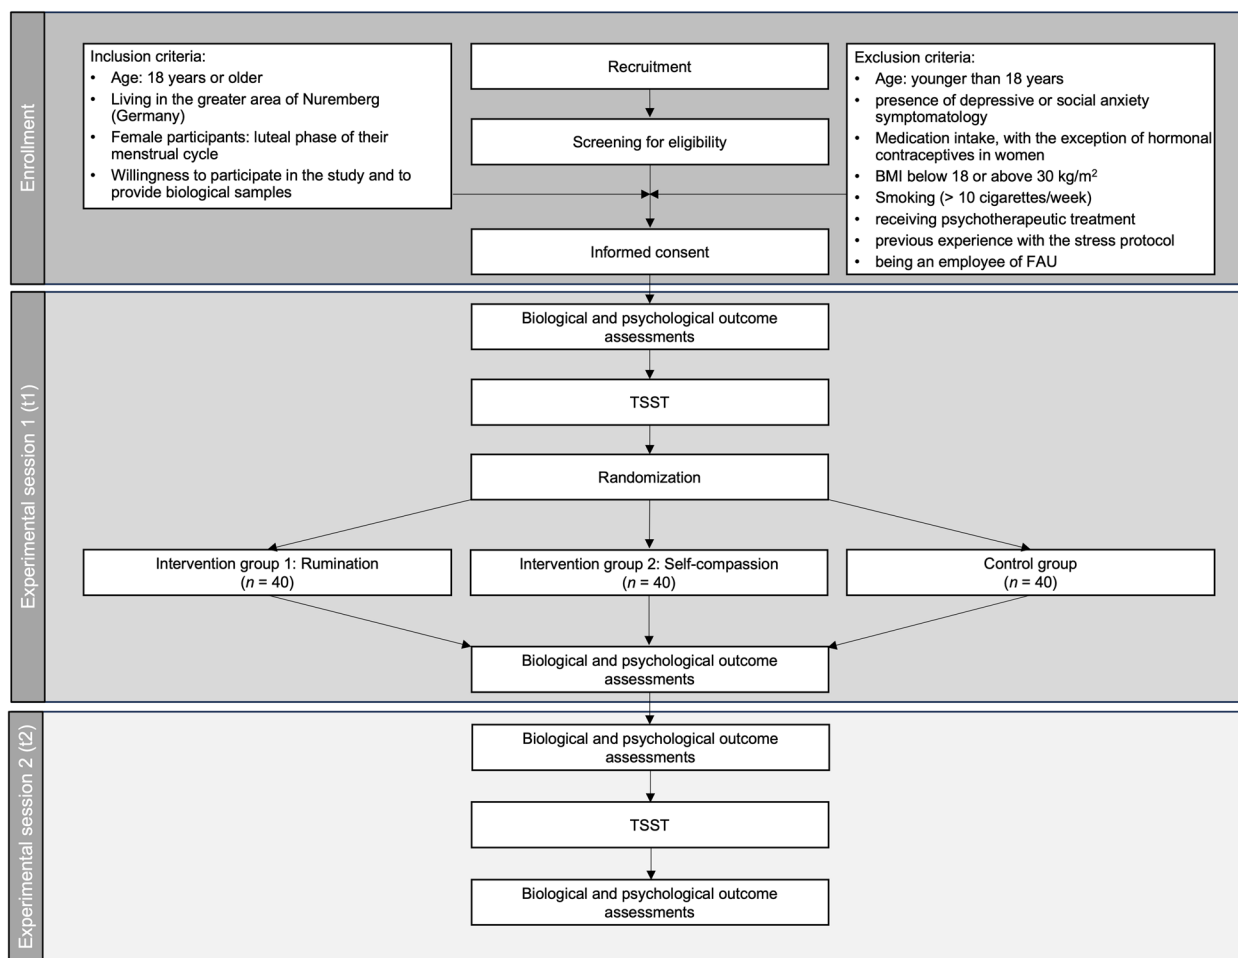 Enrollment
Inclusion criteria:
• Age: 18 years or older
• Living in the greater area of Nuremberg
(Germany)
• Female participants: luteal phase of their
menstrual cycle
• Willingness to participate in the study and to
provide biological samples
Recruitment
Screening for eligibility
Informed consent
Exclusion criteria:
• Age: younger than 18 years
• presence of depressive or social anxiety
symptomatology
• Medication intake, with the exception of hormonal
contraceptives in women
• BMI below 18 or above 30 kg/m²
• Smoking (> 10 cigarettes/week)
• receiving psychotherapeutic treatment
• previous experience with the stress protocol
• being an employee of FAU
Experimental session 1 (t1)
Biological and psychological outcome
assessments
TSST
Randomization
Intervention group 1: Rumination
(n = 40)
Intervention group 2: Self-compassion
(n = 40)
Control group
(n = 40)
Biological and psychological outcome
assessments
Experimental session 2 (t2)
Biological and psychological outcome
assessments
TSST
Biological and psychological outcome
assessments